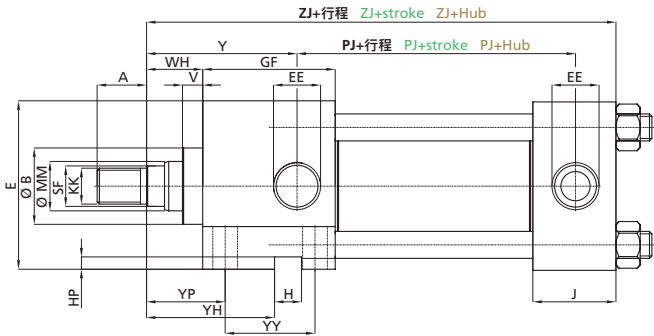 ZJ+行程 ZJ+stroke ZJ+Hub
Y PJ+行程 PJ+stroke PJ+Hub
WH GF
A V EE EE
E
Ø B
Ø MM
SF
KK
HP
YP H J
YH
YY